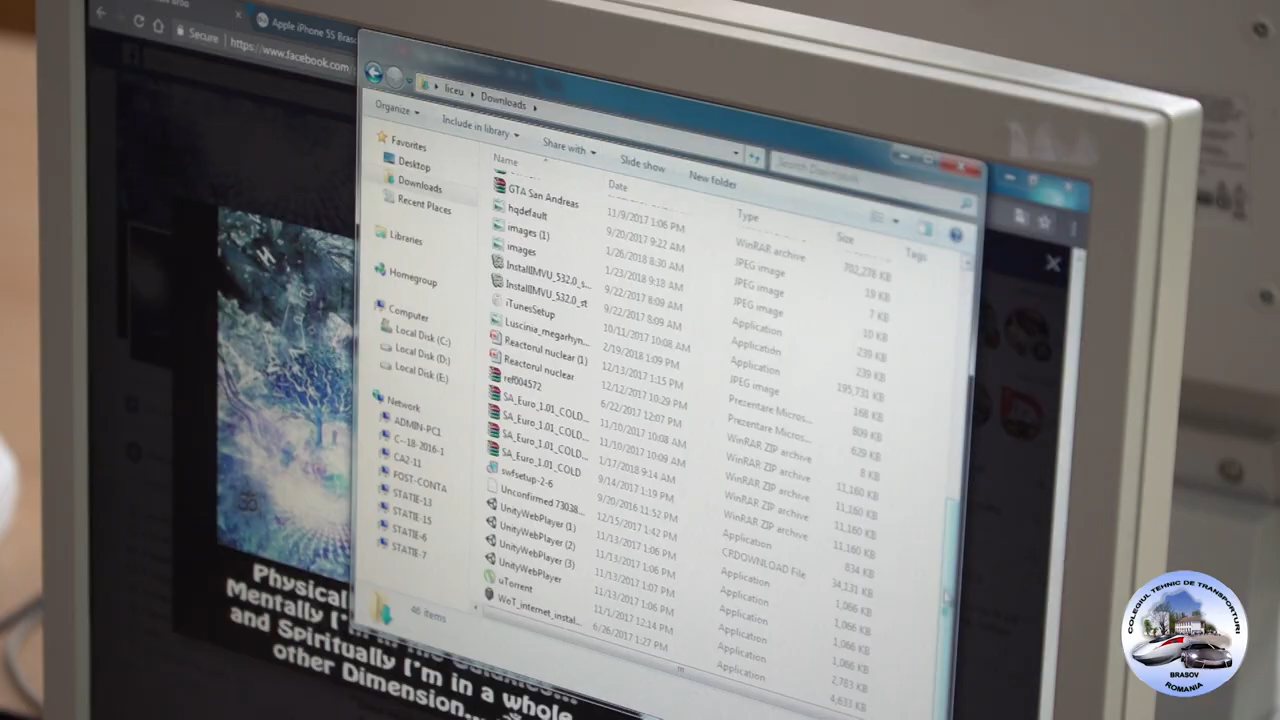 Apple iPhone 5S Bras
Secure
https://www.facebook.com/
liceu Downloads
Search Downloads
Organize Include in library Share with Slide show New folder
Favorites
Desktop
Downloads
Recent Places
Libraries
Homegroup
Computer
Local Disk (C:)
Local Disk (D:)
Local Disk (E:)
Network
ADMIN-PC1
C--18-2016-1
CA2-11
FOST-CONTA
STATIE-13
STATIE-15
STATIE-6
STATIE-7
Name Date Type Size Tags
GTA San Andreas 11/9/2017 1:06 PM WinRAR archive 702,278 KB
hqdefault 9/20/2017 9:22 AM JPEG image 19 KB
images (1) 1/26/2018 8:30 AM JPEG image 7 KB
images 1/23/2018 9:18 AM JPEG image 10 KB
InstallIMVU_532.0_s... 9/22/2017 8:09 AM Application 239 KB
InstallIMVU_532.0_st 9/22/2017 8:09 AM Application 239 KB
iTunesSetup 10/11/2017 10:08 AM Application 195,731 KB
Luscinia_megarhyn... 2/19/2018 1:09 PM JPEG image 168 KB
Reactorul nuclear (1) 12/13/2017 1:15 PM Prezentare Micros... 809 KB
Reactorul nuclear 12/12/2017 10:29 PM Prezentare Micros... 629 KB
ref004572 6/22/2017 12:07 PM WinRAR ZIP archive 8 KB
SA_Euro_1.01_COLD... 11/10/2017 10:08 AM WinRAR ZIP archive 11,160 KB
SA_Euro_1.01_COLD... 11/10/2017 10:09 AM WinRAR ZIP archive 11,160 KB
SA_Euro_1.01_COLD... 1/17/2018 9:14 AM WinRAR ZIP archive 11,160 KB
SA_Euro_1.01_COLD 9/14/2017 1:19 PM WinRAR ZIP archive 11,160 KB
swfsetup-2-6 9/20/2016 11:52 PM Application 834 KB
Unconfirmed 73038... 12/15/2017 1:42 PM CRDOWNLOAD File 34,131 KB
UnityWebPlayer (1) 11/13/2017 1:06 PM Application 1,066 KB
UnityWebPlayer (2) 11/13/2017 1:06 PM Application 1,066 KB
UnityWebPlayer (3) 11/13/2017 1:07 PM Application 1,066 KB
UnityWebPlayer 11/13/2017 1:06 PM Application 1,066 KB
uTorrent 11/1/2017 12:14 PM Application 2,783 KB
WoT_internet_instal... 6/26/2017 1:27 PM Application 4,633 KB
46 items
Physical
Mentally I'm in
and Spiritually I'm in a whole
other Dimension...
COLEGIUL TEHNIC DE TRANSPORTURI
BRASOV
ROMANIA